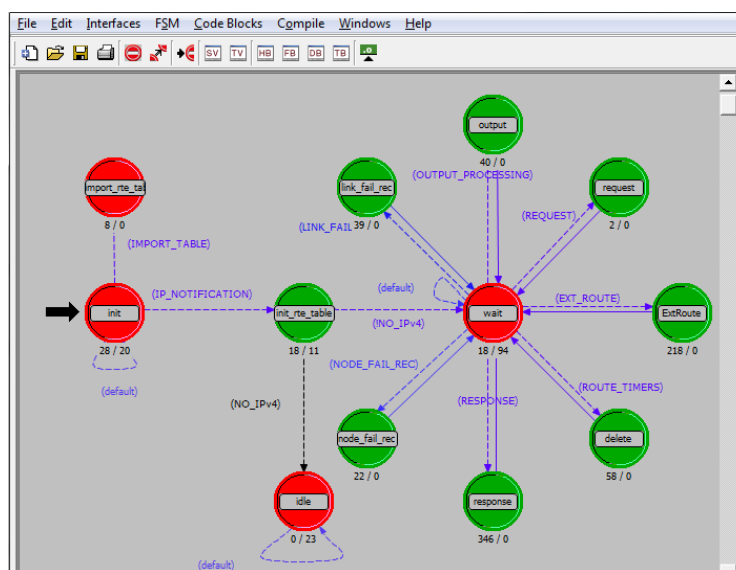 File Edit Interfaces FSM Code Blocks Compile Windows Help
SV TV HB FB DB TB
output
40 / 0
import_rte_tab
8 / 0
link_fail_rec
39 / 0
(OUTPUT_PROCESSING)
request
2 / 0
(REQUEST)
(LINK_FAIL
(IMPORT_TABLE)
(IP_NOTIFICATION)
(default)
(EXT_ROUTE)
init
init_rte_table
wait
ExtRoute
28 / 20
18 / 11
(!NO_IPv4)
18 / 94
218 / 0
(default)
(NODE_FAIL_REC)
(ROUTE_TIMERS)
(NO_IPv4)
(RESPONSE)
node_fail_rec
delete
22 / 0
58 / 0
idle
response
0 / 23
346 / 0
(default)